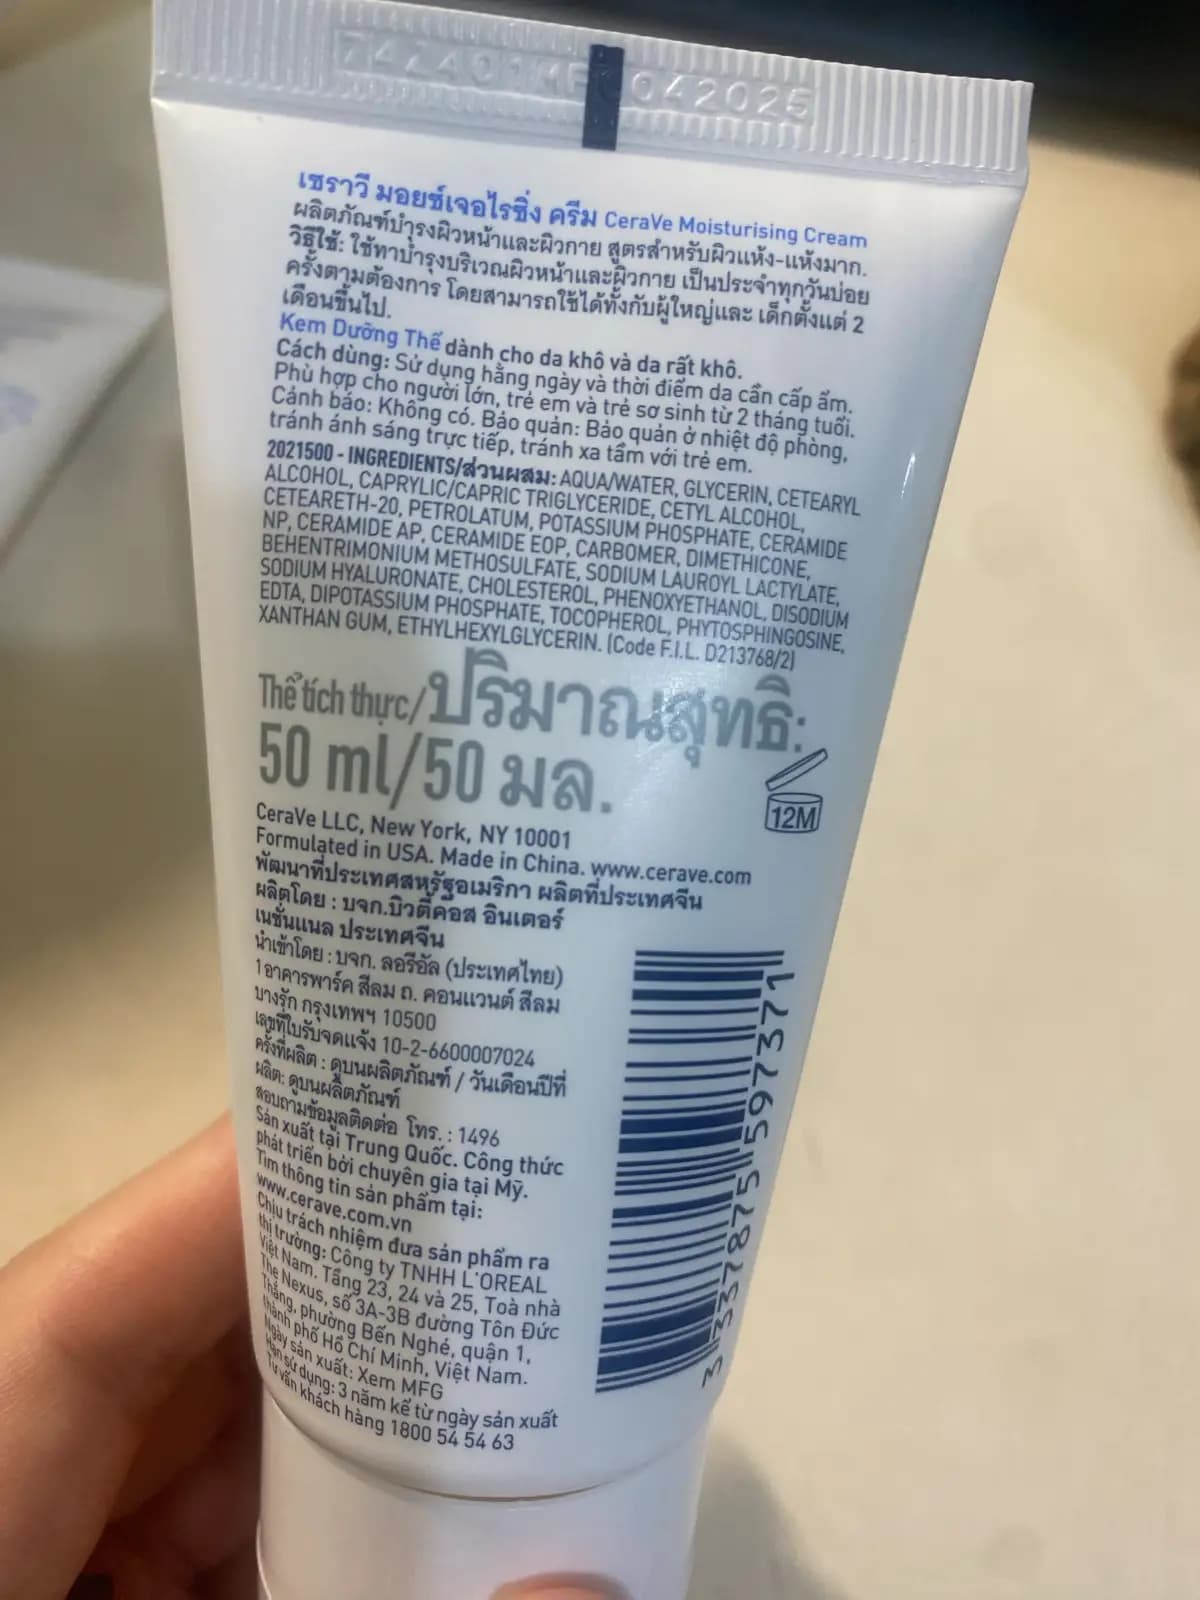 042025
เซราวี มอยซ์เจอไรซิ่ง ครีม CeraVe Moisturising Cream
ผลิตภัณฑ์บำรุงผิวหน้าและผิวกาย สูตรสำหรับผิวแห้ง-แห้งมาก.
วิธีใช้: ใช้ทาบำรุงบริเวณผิวหน้าและผิวกาย เป็นประจำทุกวันบ่อย
ครั้งตามต้องการ โดยสามารถใช้ได้ทั้งกับผู้ใหญ่และ เด็กตั้งแต่ 2
เดือนขึ้นไป.
Kem Dưỡng Thể dành cho da khô và da rất khô.
Cách dùng: Sử dụng hằng ngày và thời điểm da cần cấp ẩm.
Phù hợp cho người lớn, trẻ em và trẻ sơ sinh từ 2 tháng tuổi.
Cảnh báo: Không có. Bảo quản: Bảo quản ở nhiệt độ phòng,
tránh ánh sáng trực tiếp, tránh xa tầm với trẻ em.
2021500 - INGREDIENTS/ส่วนผสม: AQUA/WATER, GLYCERIN, CETEARYL
ALCOHOL, CAPRYLIC/CAPRIC TRIGLYCERIDE, CETYL ALCOHOL,
CETEARETH-20, PETROLATUM, POTASSIUM PHOSPHATE, CERAMIDE
NP, CERAMIDE AP, CERAMIDE EOP, CARBOMER, DIMETHICONE,
BEHENTRIMONIUM METHOSULFATE, SODIUM LAUROYL LACTYLATE,
SODIUM HYALURONATE, CHOLESTEROL, PHENOXYETHANOL, DISODIUM
EDTA, DIPOTASSIUM PHOSPHATE, TOCOPHEROL, PHYTOSPHINGOSINE,
XANTHAN GUM, ETHYLHEXYLGLYCERIN. (Code F.I.L. D213768/2)
Thể tích thực/ปริมาณสุทธิ:
50 ml/50 มล.
12M
CeraVe LLC, New York, NY 10001
Formulated in USA. Made in China. www.cerave.com
พัฒนาที่ประเทศสหรัฐอเมริกา ผลิตที่ประเทศจีน
ผลิตโดย : บจก.บิวตี้คอส อินเตอร์
เนชั่นแนล ประเทศจีน
นำเข้าโดย : บจก. ลอรีอัล (ประเทศไทย)
1 อาคารพาร์ค สีลม ถ. คอนแวนต์ สีลม
บางรัก กรุงเทพฯ 10500
เลขที่ใบรับจดแจ้ง 10-2-6600007024
ครั้งที่ผลิต : ดูบนผลิตภัณฑ์ / วันเดือนปีที่
ผลิต: ดูบนผลิตภัณฑ์
สอบถามข้อมูลติดต่อ โทร. : 1496
Sản xuất tại Trung Quốc. Công thức
phát triển bởi chuyên gia tại Mỹ.
Tìm thông tin sản phẩm tại:
www.cerave.com.vn
Chịu trách nhiệm đưa sản phẩm ra
thị trường: Công ty TNHH L'OREAL
Việt Nam. Tầng 23, 24 và 25, Toà nhà
The Nexus, số 3A-3B đường Tôn Đức
Thắng, phường Bến Nghé, quận 1,
thành phố Hồ Chí Minh, Việt Nam.
Ngày sản xuất: Xem MFG
Hạn sử dụng: 3 năm kể từ ngày sản xuất
Tư vấn khách hàng 1800 54 54 63
3 337875 597371